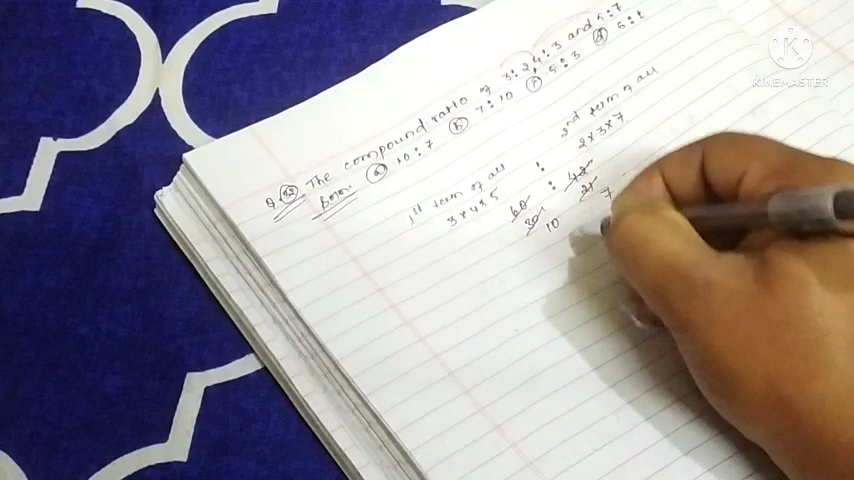 Q. 22 The compound ratio of 3:2 4:3 and 5:7
(a) 10:7 (b) 7:10 (c) 5:3 (d) 6:1
1st term of all : 2nd term of all
3×4×5 2×3×7
60 : 42
30 21
10 7
KINEMASTER